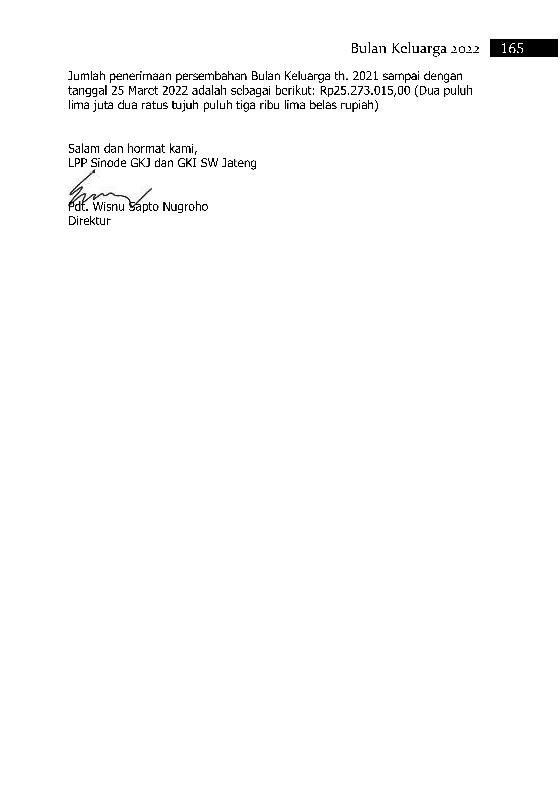 Bulan Keluarga 2022 165
Jumlah penerimaan persembahan Bulan Keluarga th. 2021 sampai dengan
tanggal 25 Maret 2022 adalah sebagai berikut: Rp25.273.015,00 (Dua puluh
lima juta dua ratus tujuh puluh tiga ribu lima belas rupiah)
Salam dan hormat kami,
LPP Sinode GKJ dan GKI SW Jateng
Pdt. Wisnu Sapto Nugroho
Direktur